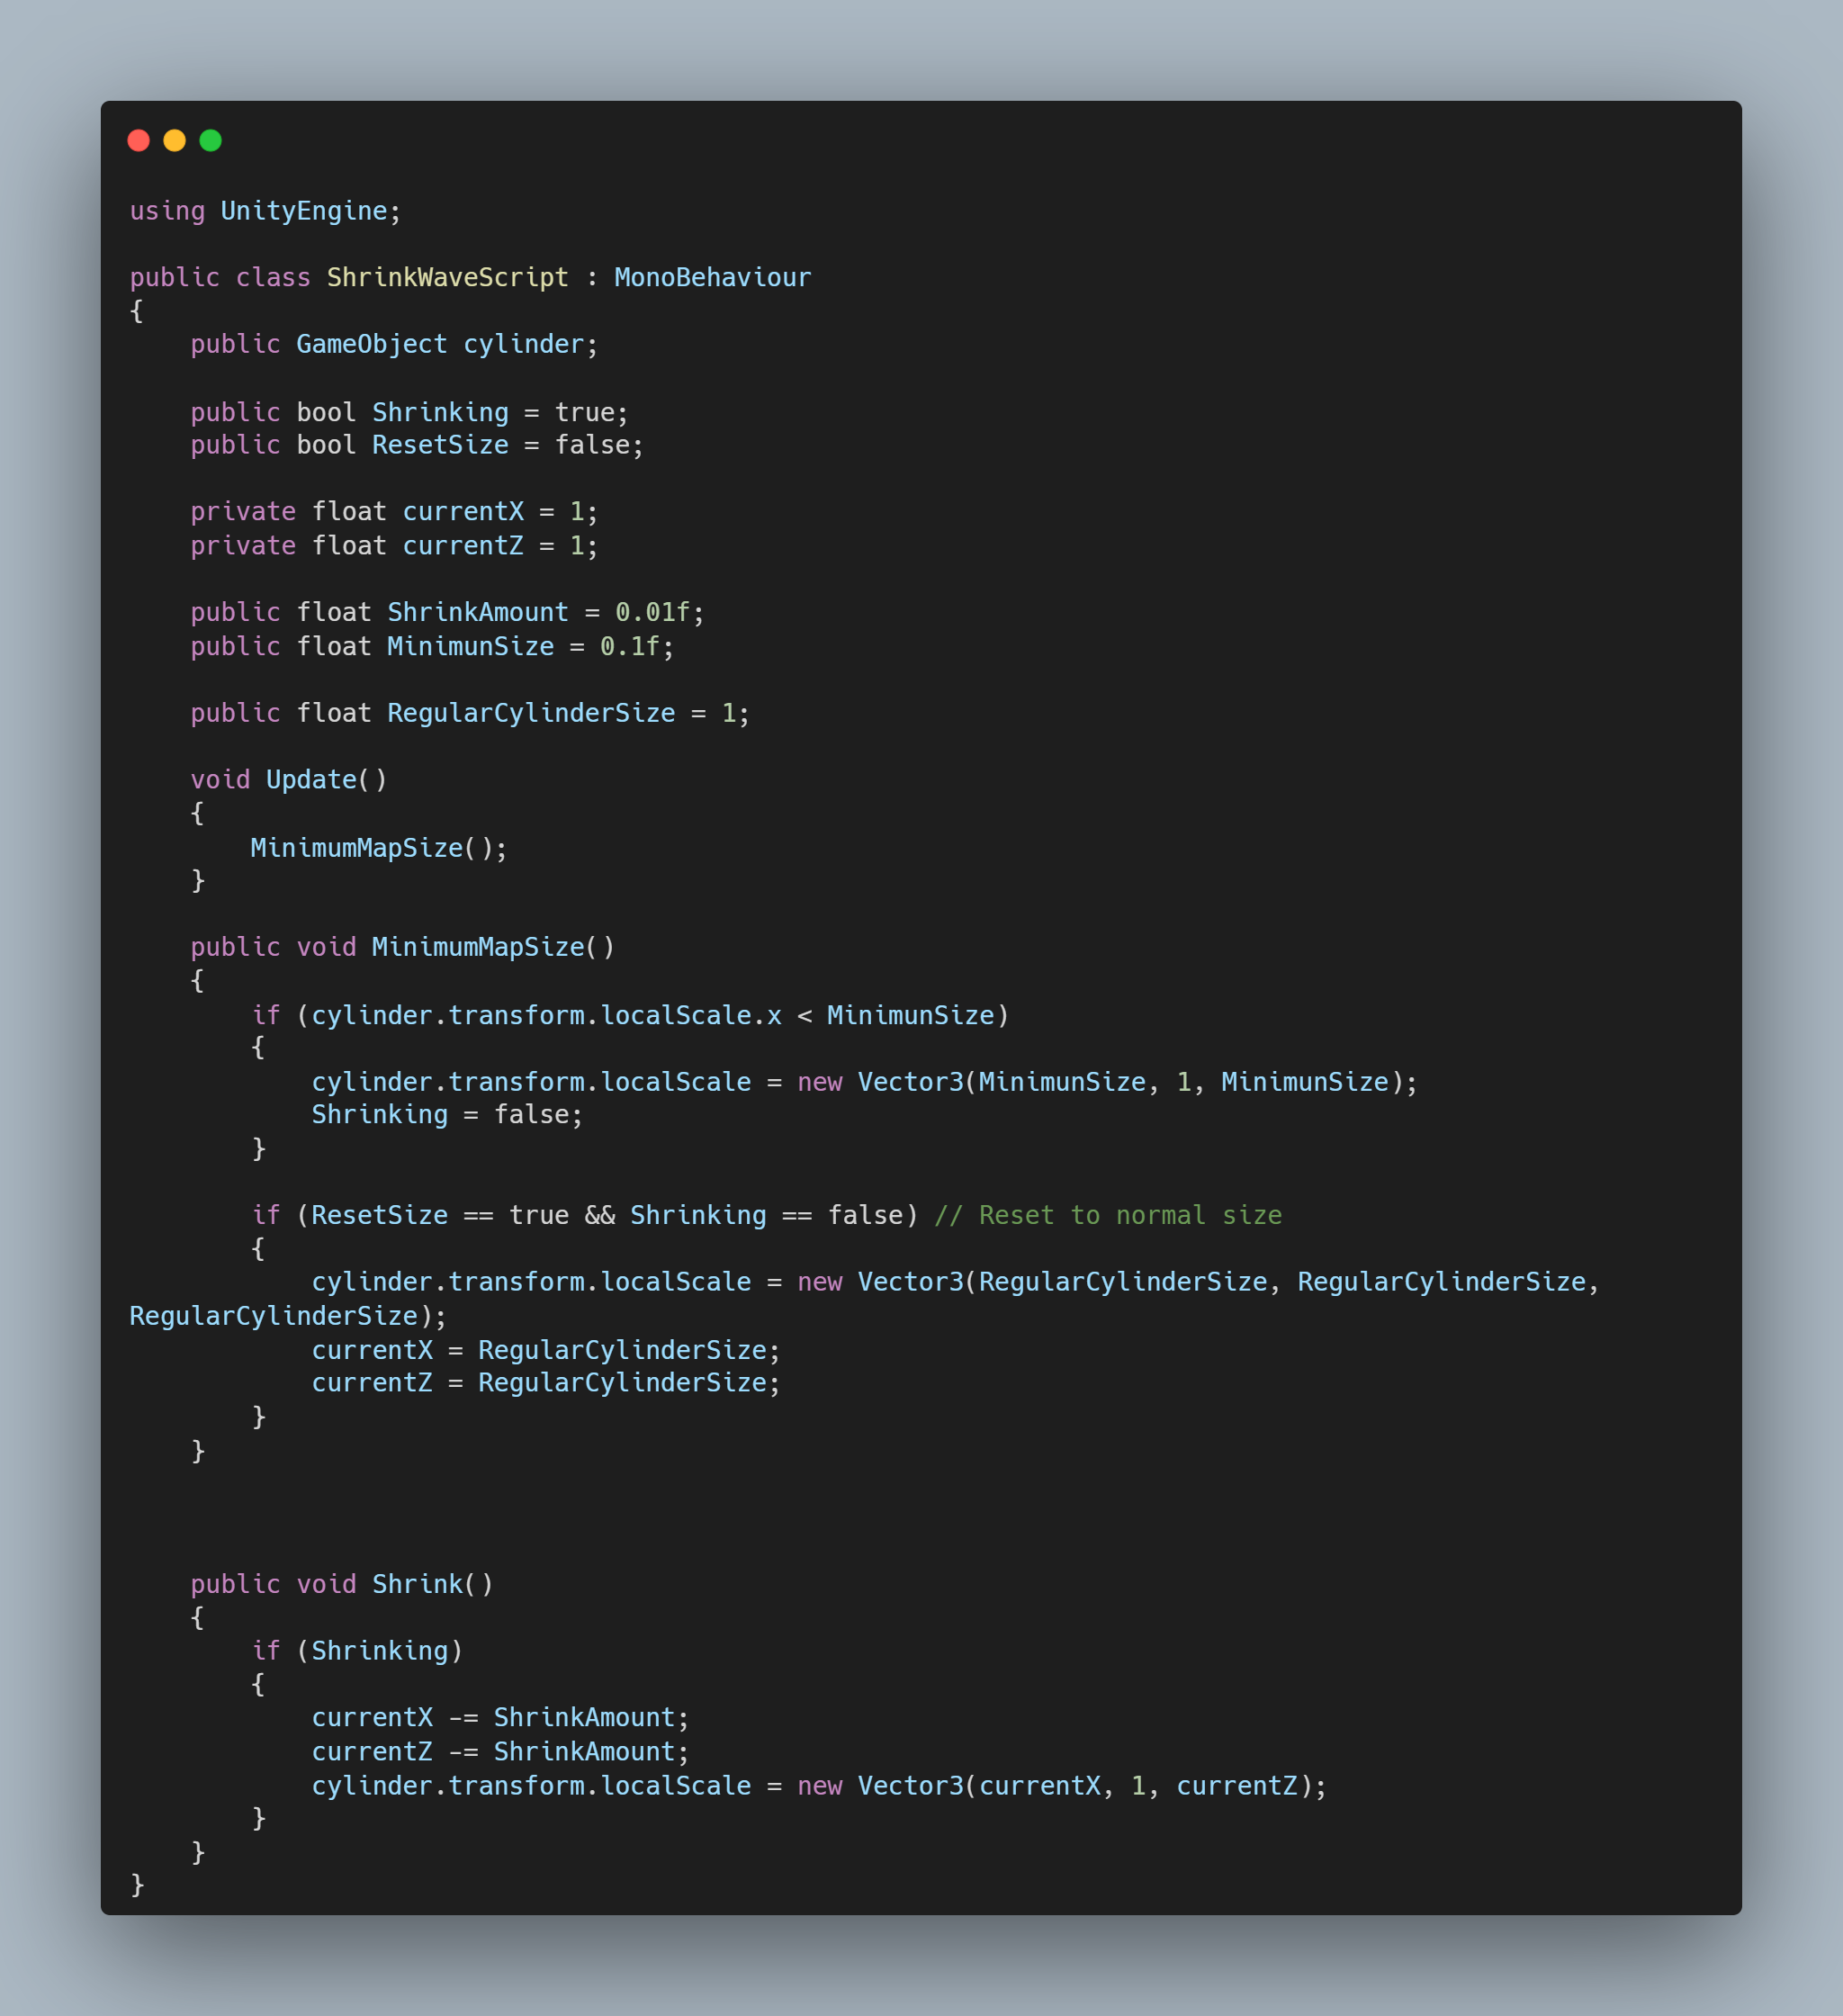 using UnityEngine;

public class ShrinkWaveScript : MonoBehaviour
{
    public GameObject cylinder;

    public bool Shrinking = true;
    public bool ResetSize = false;

    private float currentX = 1;
    private float currentZ = 1;

    public float ShrinkAmount = 0.01f;
    public float MinimunSize = 0.1f;

    public float RegularCylinderSize = 1;

    void Update()
    {
        MinimumMapSize();
    }

    public void MinimumMapSize()
    {
        if (cylinder.transform.localScale.x < MinimunSize)
        {
            cylinder.transform.localScale = new Vector3(MinimunSize, 1, MinimunSize);
            Shrinking = false;
        }

        if (ResetSize == true && Shrinking == false) // Reset to normal size
        {
            cylinder.transform.localScale = new Vector3(RegularCylinderSize, RegularCylinderSize,
RegularCylinderSize);
            currentX = RegularCylinderSize;
            currentZ = RegularCylinderSize;
        }
    }

    public void Shrink()
    {
        if (Shrinking)
        {
            currentX -= ShrinkAmount;
            currentZ -= ShrinkAmount;
            cylinder.transform.localScale = new Vector3(currentX, 1, currentZ);
        }
    }
}